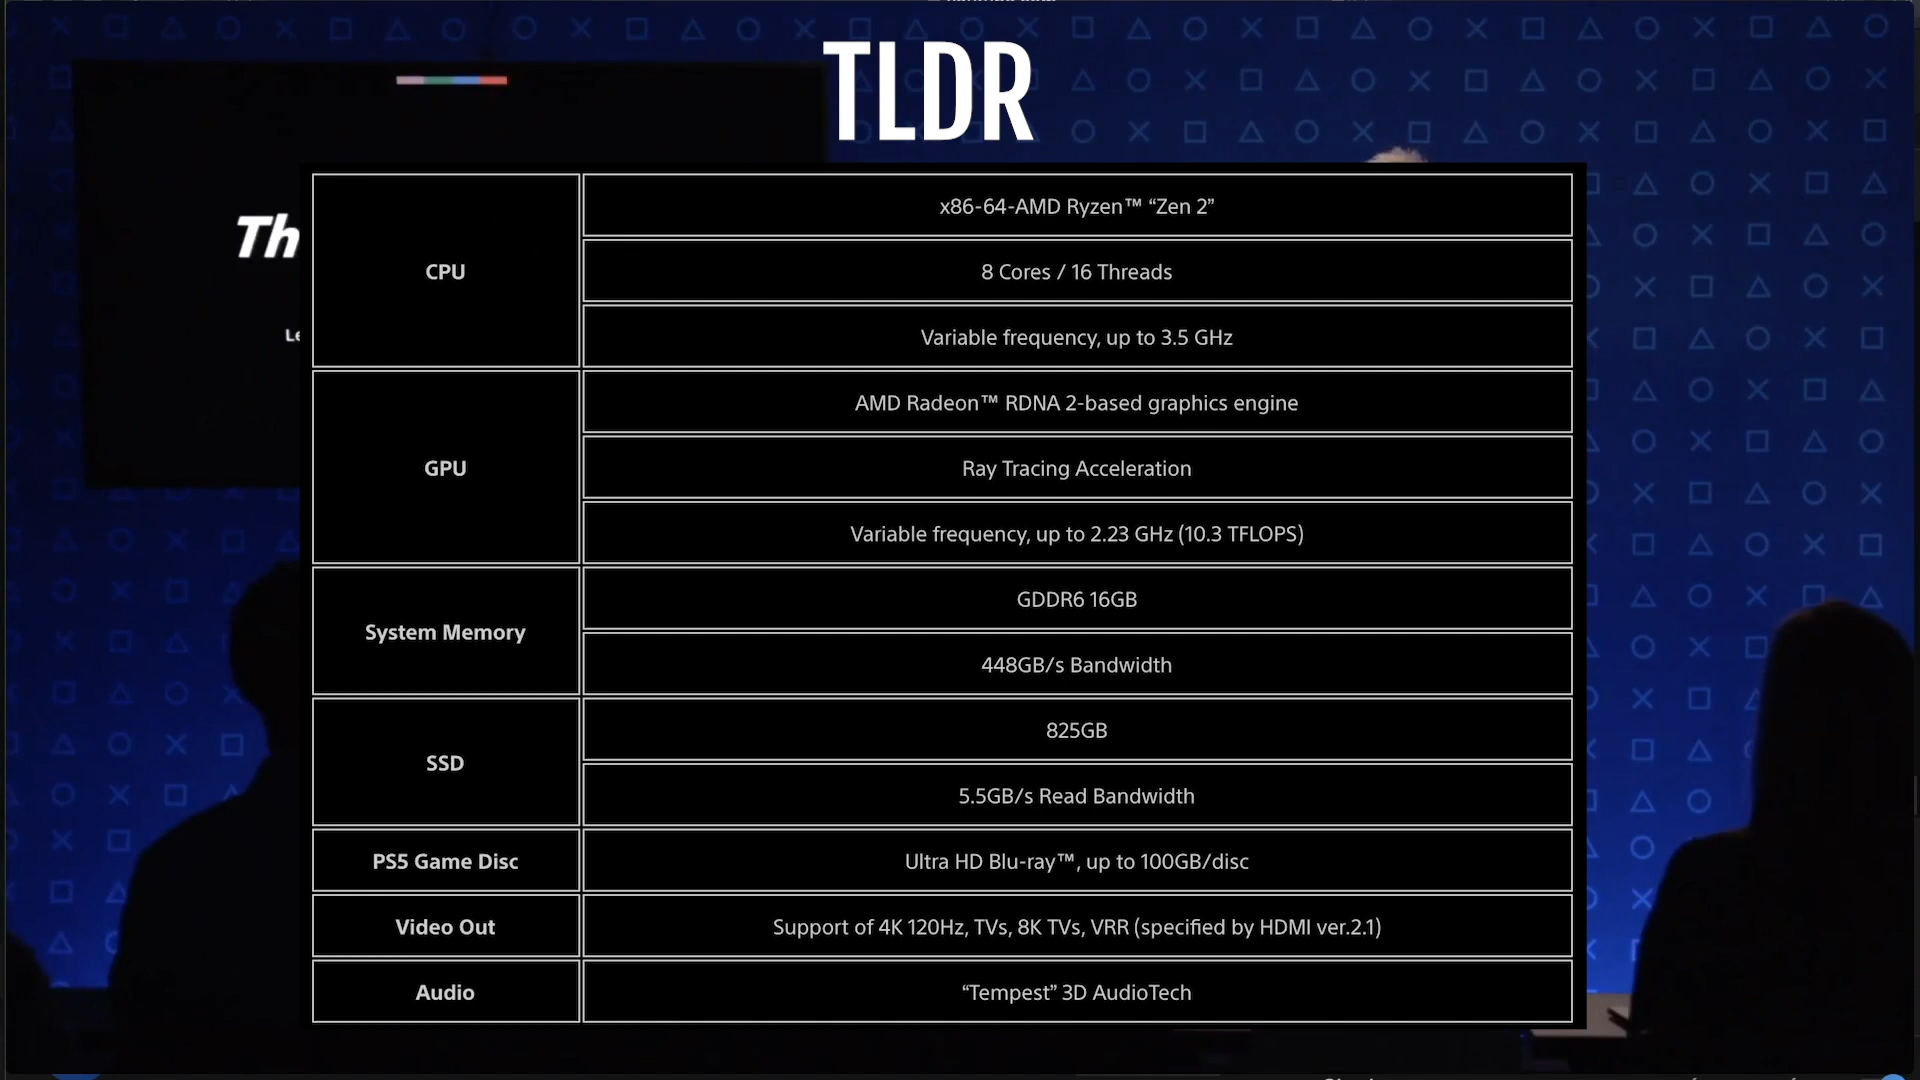 TLDR
Th
Le
CPU
x86-64-AMD Ryzen™ “Zen 2”
8 Cores / 16 Threads
Variable frequency, up to 3.5 GHz
GPU
AMD Radeon™ RDNA 2-based graphics engine
Ray Tracing Acceleration
Variable frequency, up to 2.23 GHz (10.3 TFLOPS)
System Memory
GDDR6 16GB
448GB/s Bandwidth
SSD
825GB
5.5GB/s Read Bandwidth
PS5 Game Disc
Ultra HD Blu-ray™, up to 100GB/disc
Video Out
Support of 4K 120Hz, TVs, 8K TVs, VRR (specified by HDMI ver.2.1)
Audio
“Tempest” 3D AudioTech